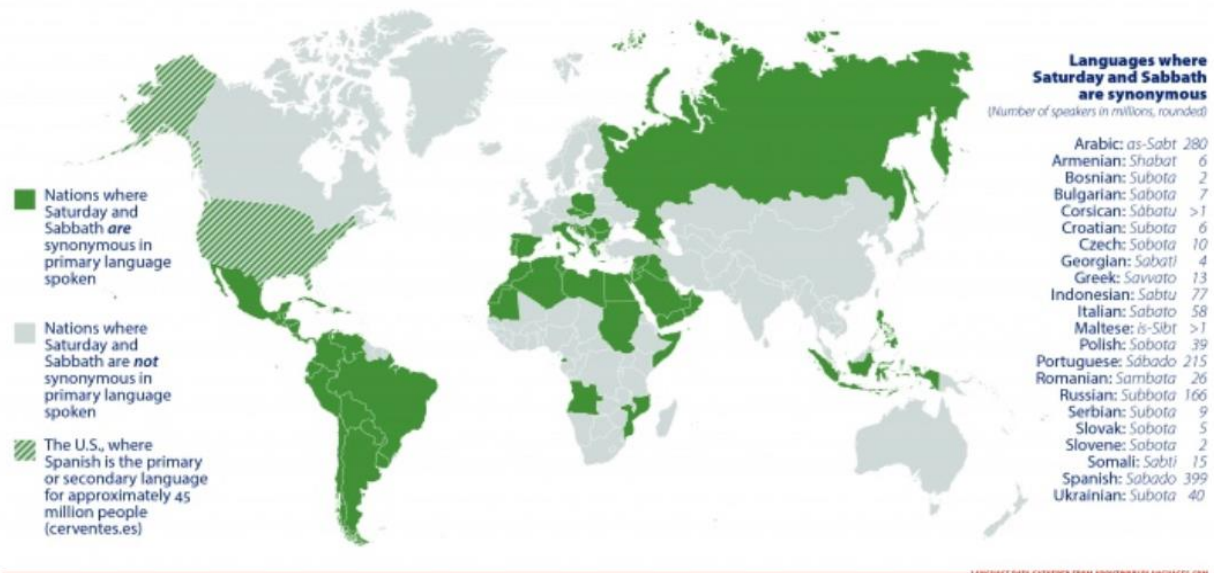 Nations where
Saturday and
Sabbath are
synonymous in
primary language
spoken
Nations where
Saturday and
Sabbath are not
synonymous in
primary language
spoken
The U.S., where
Spanish is the primary
or secondary language
for approximately 45
million people
(cerventes.es)
Languages where
Saturday and Sabbath
are synonymous
(Number of speakers in millions, rounded)
Arabic: as-Sabt 280
Armenian: Shabat 6
Bosnian: Subota 2
Bulgarian: Sabota 7
Corsican: Sàbatu >1
Croatian: Subota 6
Czech: Sobota 10
Georgian: Sabati 4
Greek: Savvato 13
Indonesian: Sabtu 77
Italian: Sabato 58
Maltese: is-Sibt >1
Polish: Sobota 39
Portuguese: Sábado 215
Romanian: Sambata 26
Russian: Subbota 166
Serbian: Subota 9
Slovak: Sobota 5
Slovene: Sobota 2
Somali: Sabti 15
Spanish: Sabado 399
Ukrainian: Subota 40